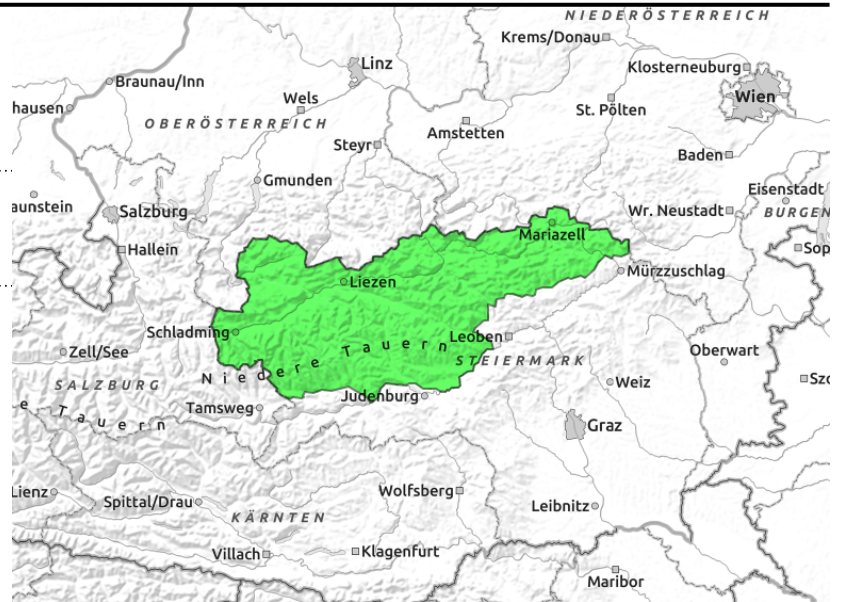 NIEDERÖSTERREICH
Krems/Donau
Linz
Klosterneuburg
Braunau/Inn
Wien
hausen
Wels
St. Pölten
OBERÖSTERREICH
Amstetten
Steyr
Baden
Gmunden
Eisenstadt
aunstein
Salzburg
Wr. Neustadt
BURGEN
Mariazell
Hallein
Sop
Mürzzuschlag
Liezen
Schladming
Leoben
Niedere Tauern
Zell/See
STEIERMARK
Oberwart
SALZBURG
Weiz
Szo
Judenburg
Tamsweg
e Tauern
Graz
Lienz
Spittal/Drau
Wolfsberg
Leibnitz
KÄRNTEN
Villach
Klagenfurt
Maribor